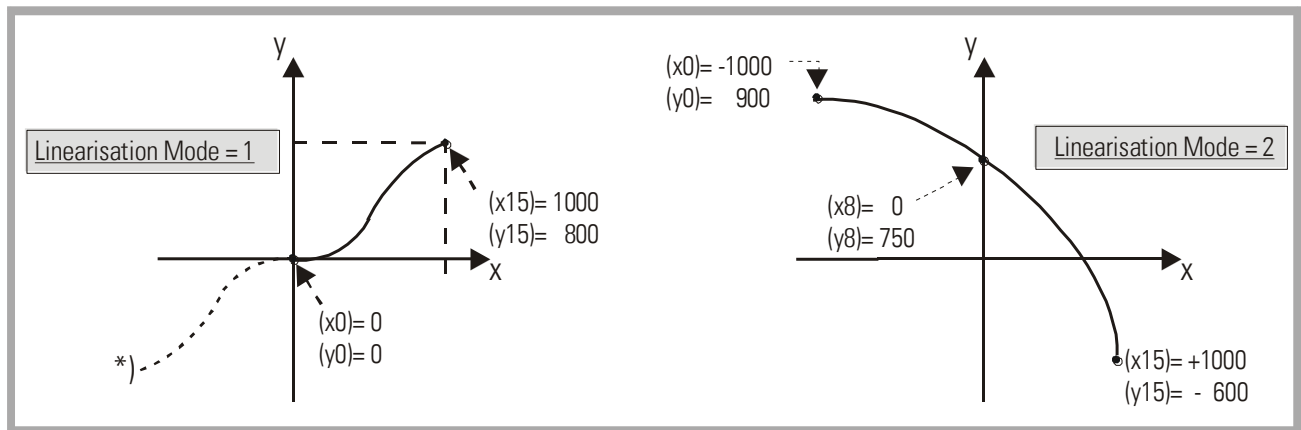 y
Linearisation Mode = 1
(x15)= 1000
(y15)= 800
x
(x0)= 0
(y0)= 0
*)
(x0)= -1000
(y0)= 900
y
Linearisation Mode = 2
(x8)= 0
(y8)= 750
x
(x15)= +1000
(y15)= - 600